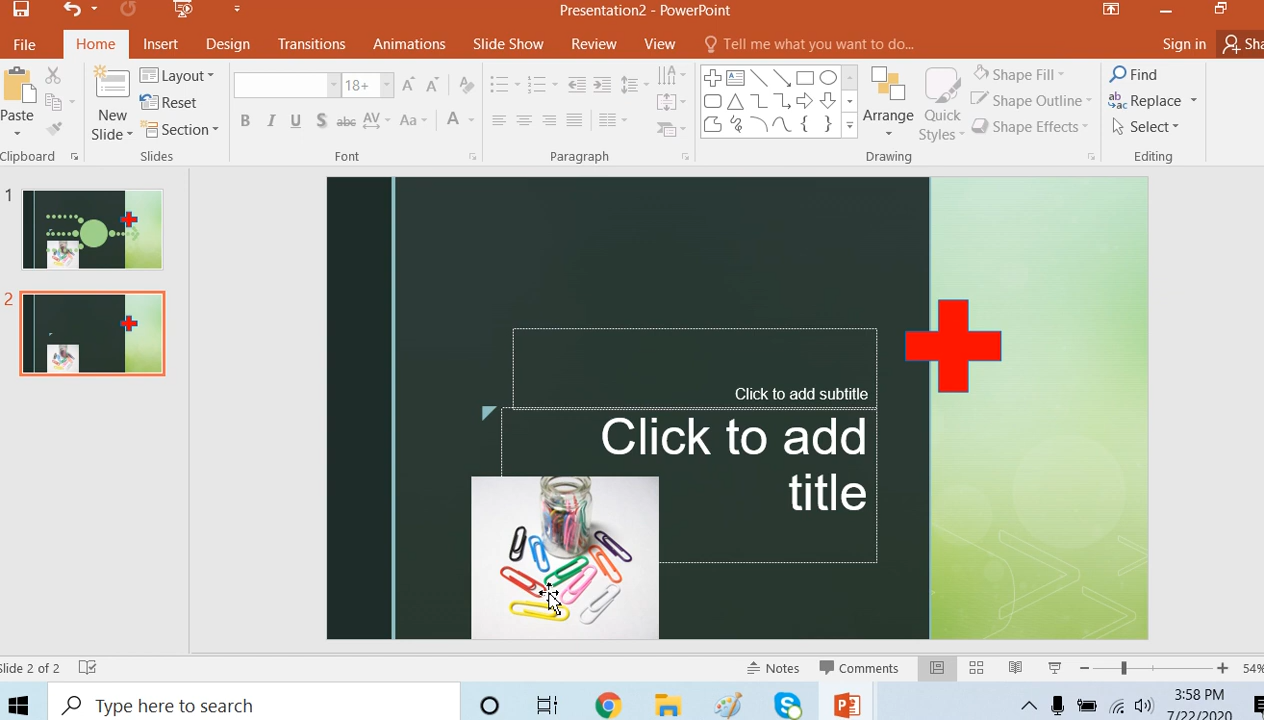 Presentation2 - PowerPoint
File Home Insert Design Transitions Animations Slide Show Review View Tell me what you want to do... Sign in Sha
Paste
Clipboard
New
Slide
Layout
Reset
Section
Slides
18+
B I U S abc AV Aa A
Font
Paragraph
Arrange
Quick
Styles
Shape Fill
Shape Outline
Shape Effects
Drawing
Find
Replace
Select
Editing
1
2
Click to add subtitle
Click to add
title
Slide 2 of 2
Notes Comments 54%
Type here to search
3:58 PM
7/22/2020